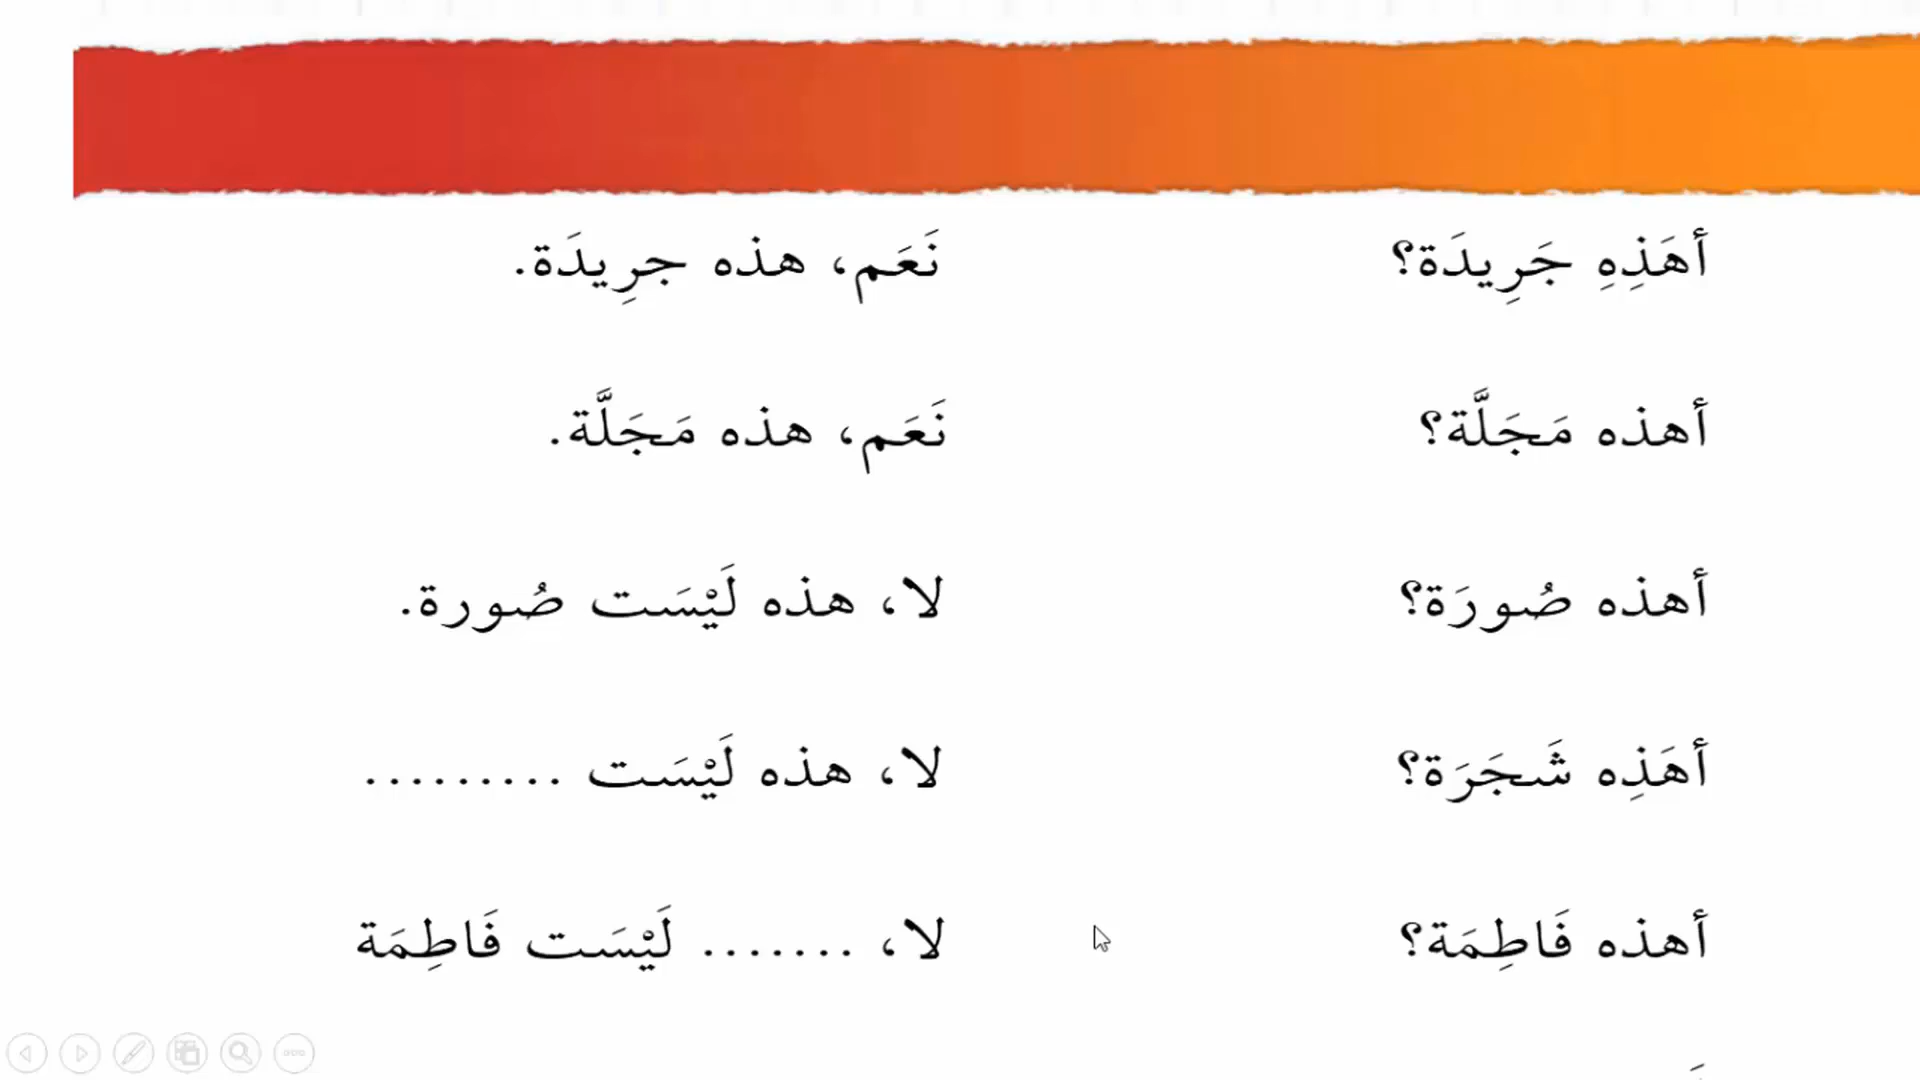 أهَذِهِ جَرِيدَة؟ نَعَم، هذه جرِيدَة.
أهذه مَجَلَّة؟ نَعَم، هذه مَجَلَّة.
أهذه صُورَة؟ لا، هذه لَيْسَت صُورة.
أهَذِه شَجَرَة؟ لا، هذه لَيْسَت .........
أهذه فَاطِمَة؟ لا، ....... لَيْسَت فَاطِمَة